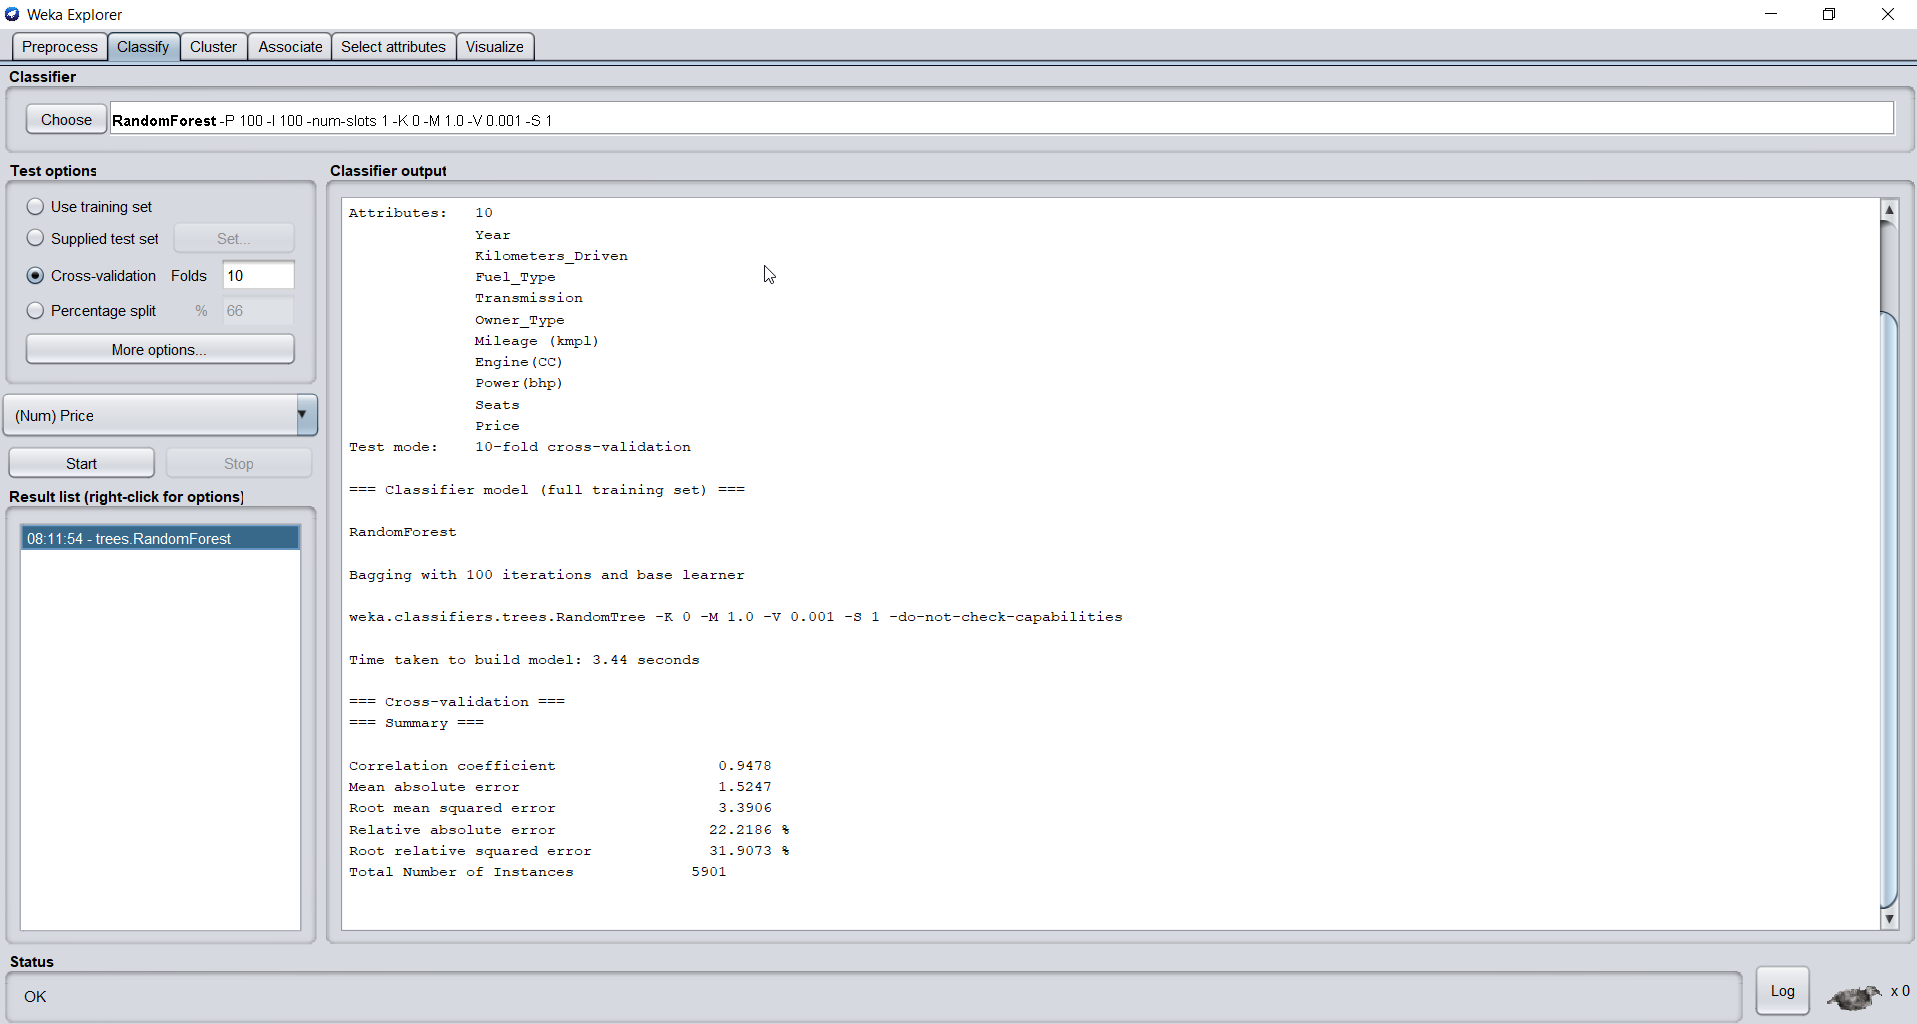 Weka Explorer
Preprocess Classify Cluster Associate Select attributes Visualize
Classifier
Choose RandomForest -P 100 -I 100 -num-slots 1 -K 0 -M 1.0 -V 0.001 -S 1
Test options
Use training set
Supplied test set Set...
Cross-validation Folds 10
Percentage split % 66
More options...
(Num) Price
Start Stop
Result list (right-click for options)
08:11:54 - trees.RandomForest
Classifier output
Attributes: 10
Year
Kilometers_Driven
Fuel_Type
Transmission
Owner_Type
Mileage (kmpl)
Engine(CC)
Power(bhp)
Seats
Price
Test mode: 10-fold cross-validation
=== Classifier model (full training set) ===
RandomForest
Bagging with 100 iterations and base learner
weka.classifiers.trees.RandomTree -K 0 -M 1.0 -V 0.001 -S 1 -do-not-check-capabilities
Time taken to build model: 3.44 seconds
=== Cross-validation ===
=== Summary ===
Correlation coefficient 0.9478
Mean absolute error 1.5247
Root mean squared error 3.3906
Relative absolute error 22.2186 %
Root relative squared error 31.9073 %
Total Number of Instances 5901
Status
OK
Log x 0